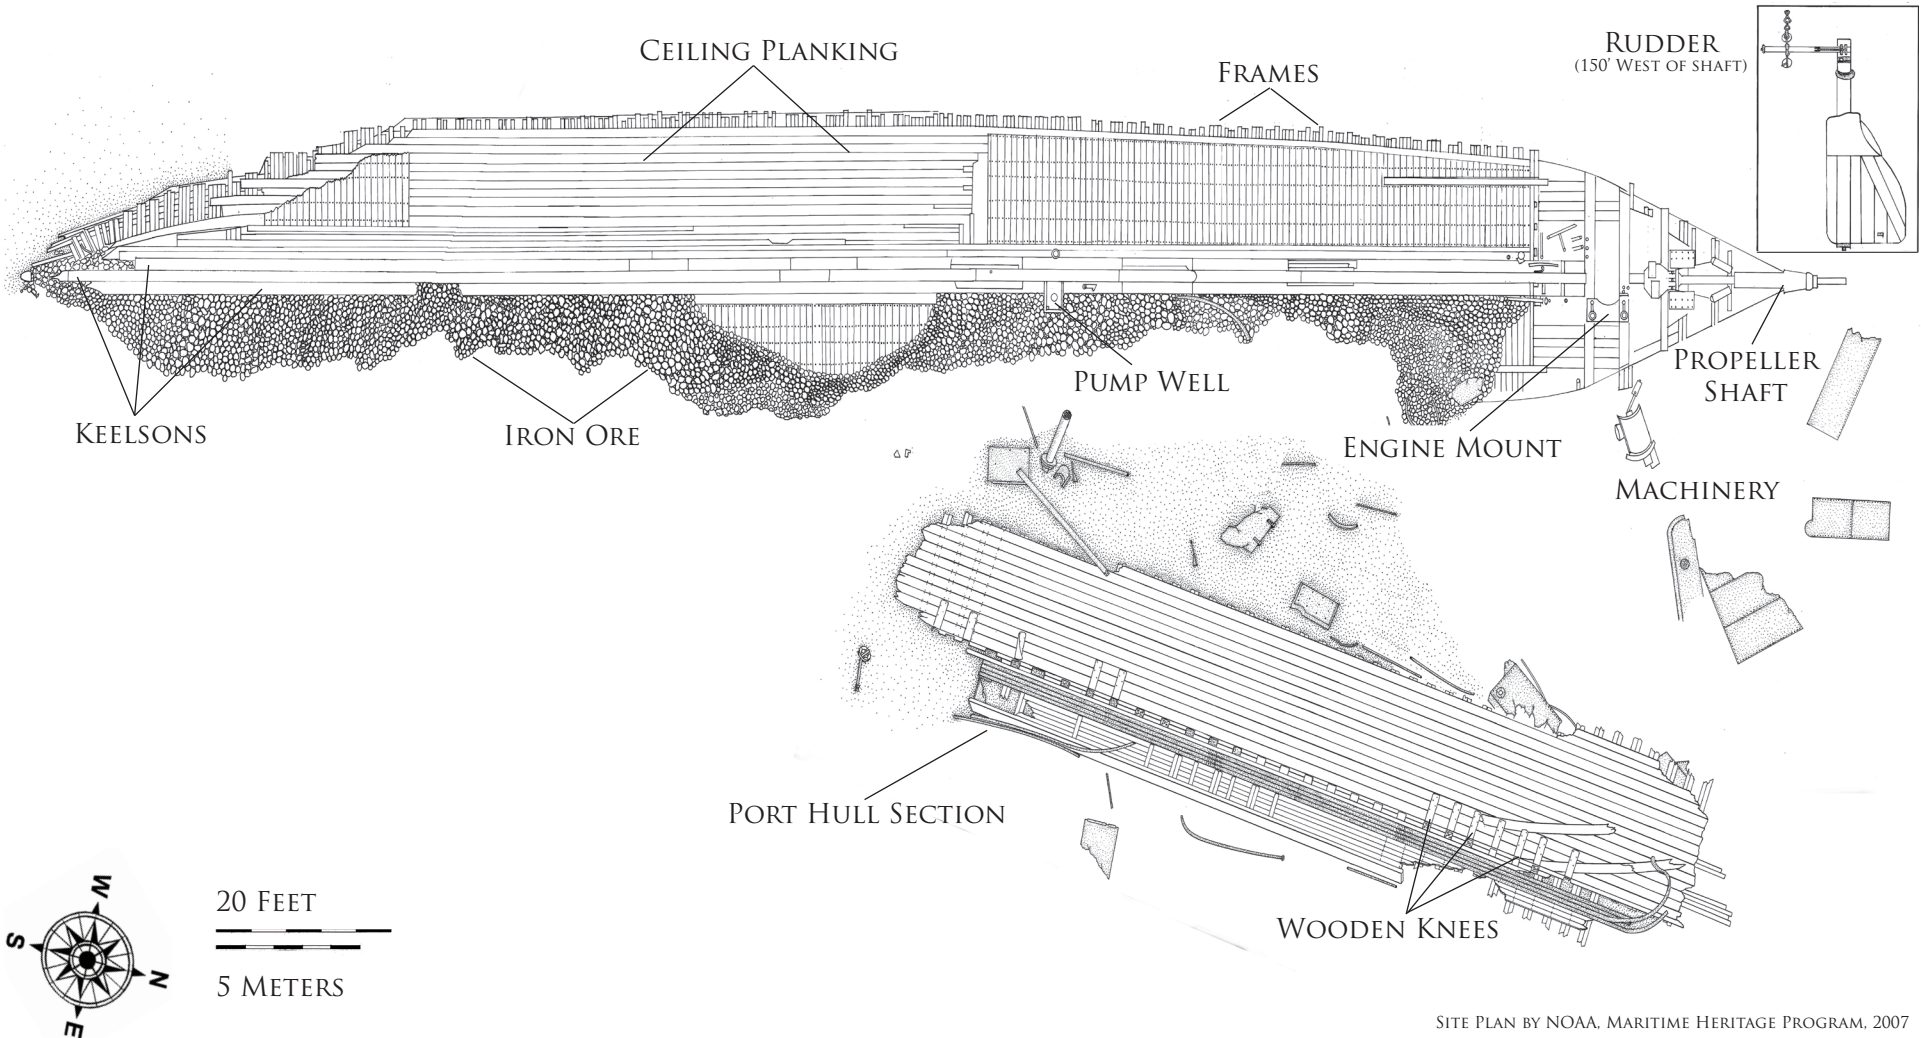 Ceiling Planking
Frames
Rudder
(150' West of shaft)
Keelsons
Iron Ore
Pump Well
Engine Mount
Propeller
Shaft
Machinery
Port Hull Section
Wooden Knees
W
S
N
E
20 Feet
5 Meters
Site Plan by NOAA, Maritime Heritage Program, 2007